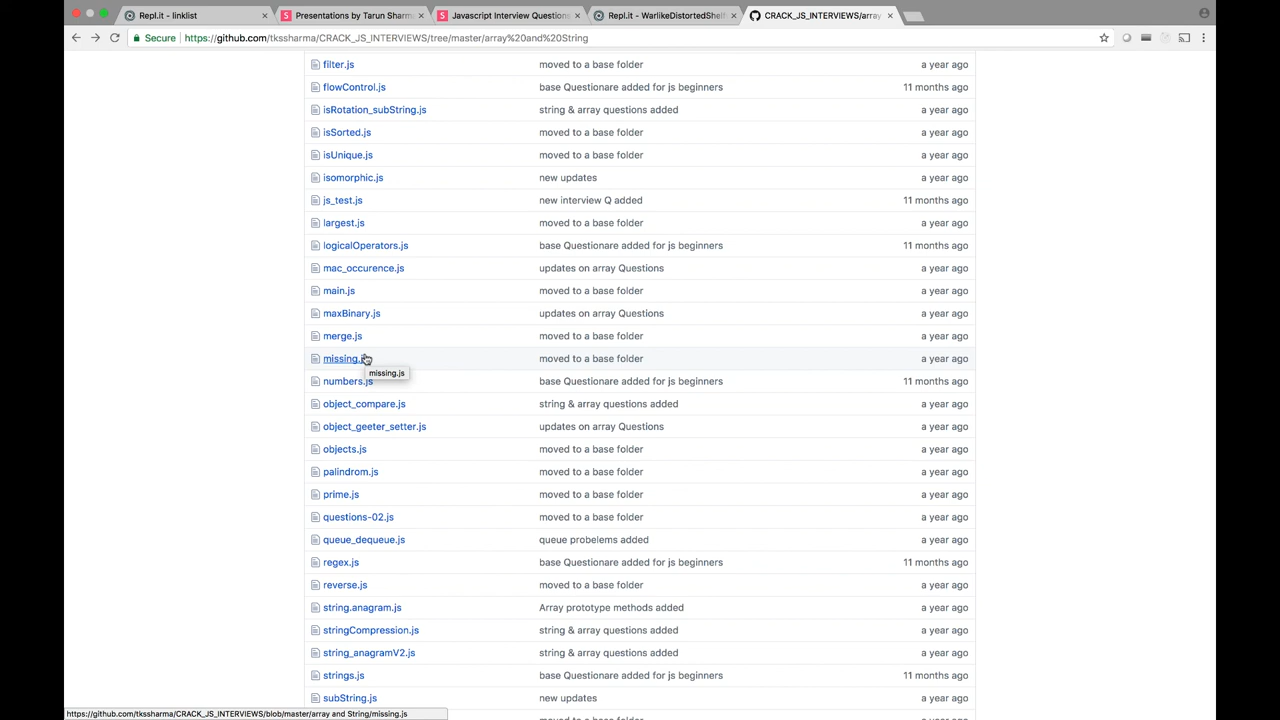 Repl.it - linklist
Presentations by Tarun Sharm
Javascript Interview Questions
Repl.it - WarlikeDistortedShelf
CRACK_JS_INTERVIEWS/array
Secure https://github.com/tkssharma/CRACK_JS_INTERVIEWS/tree/master/array%20and%20String
filter.js moved to a base folder a year ago
flowControl.js base Questionare added for js beginners 11 months ago
isRotation_subString.js string & array questions added a year ago
isSorted.js moved to a base folder a year ago
isUnique.js moved to a base folder a year ago
isomorphic.js new updates a year ago
js_test.js new interview Q added 11 months ago
largest.js moved to a base folder a year ago
logicalOperators.js base Questionare added for js beginners 11 months ago
mac_occurence.js updates on array Questions a year ago
main.js moved to a base folder a year ago
maxBinary.js updates on array Questions a year ago
merge.js moved to a base folder a year ago
missing.js moved to a base folder a year ago
missing.js
numbers.js base Questionare added for js beginners 11 months ago
object_compare.js string & array questions added a year ago
object_geeter_setter.js updates on array Questions a year ago
objects.js moved to a base folder a year ago
palindrom.js moved to a base folder a year ago
prime.js moved to a base folder a year ago
questions-02.js moved to a base folder a year ago
queue_dequeue.js queue probelems added a year ago
regex.js base Questionare added for js beginners 11 months ago
reverse.js moved to a base folder a year ago
string.anagram.js Array prototype methods added a year ago
stringCompression.js string & array questions added a year ago
string_anagramV2.js string & array questions added a year ago
strings.js base Questionare added for js beginners 11 months ago
subString.js new updates a year ago
https://github.com/tkssharma/CRACK_JS_INTERVIEWS/blob/master/array and String/missing.js